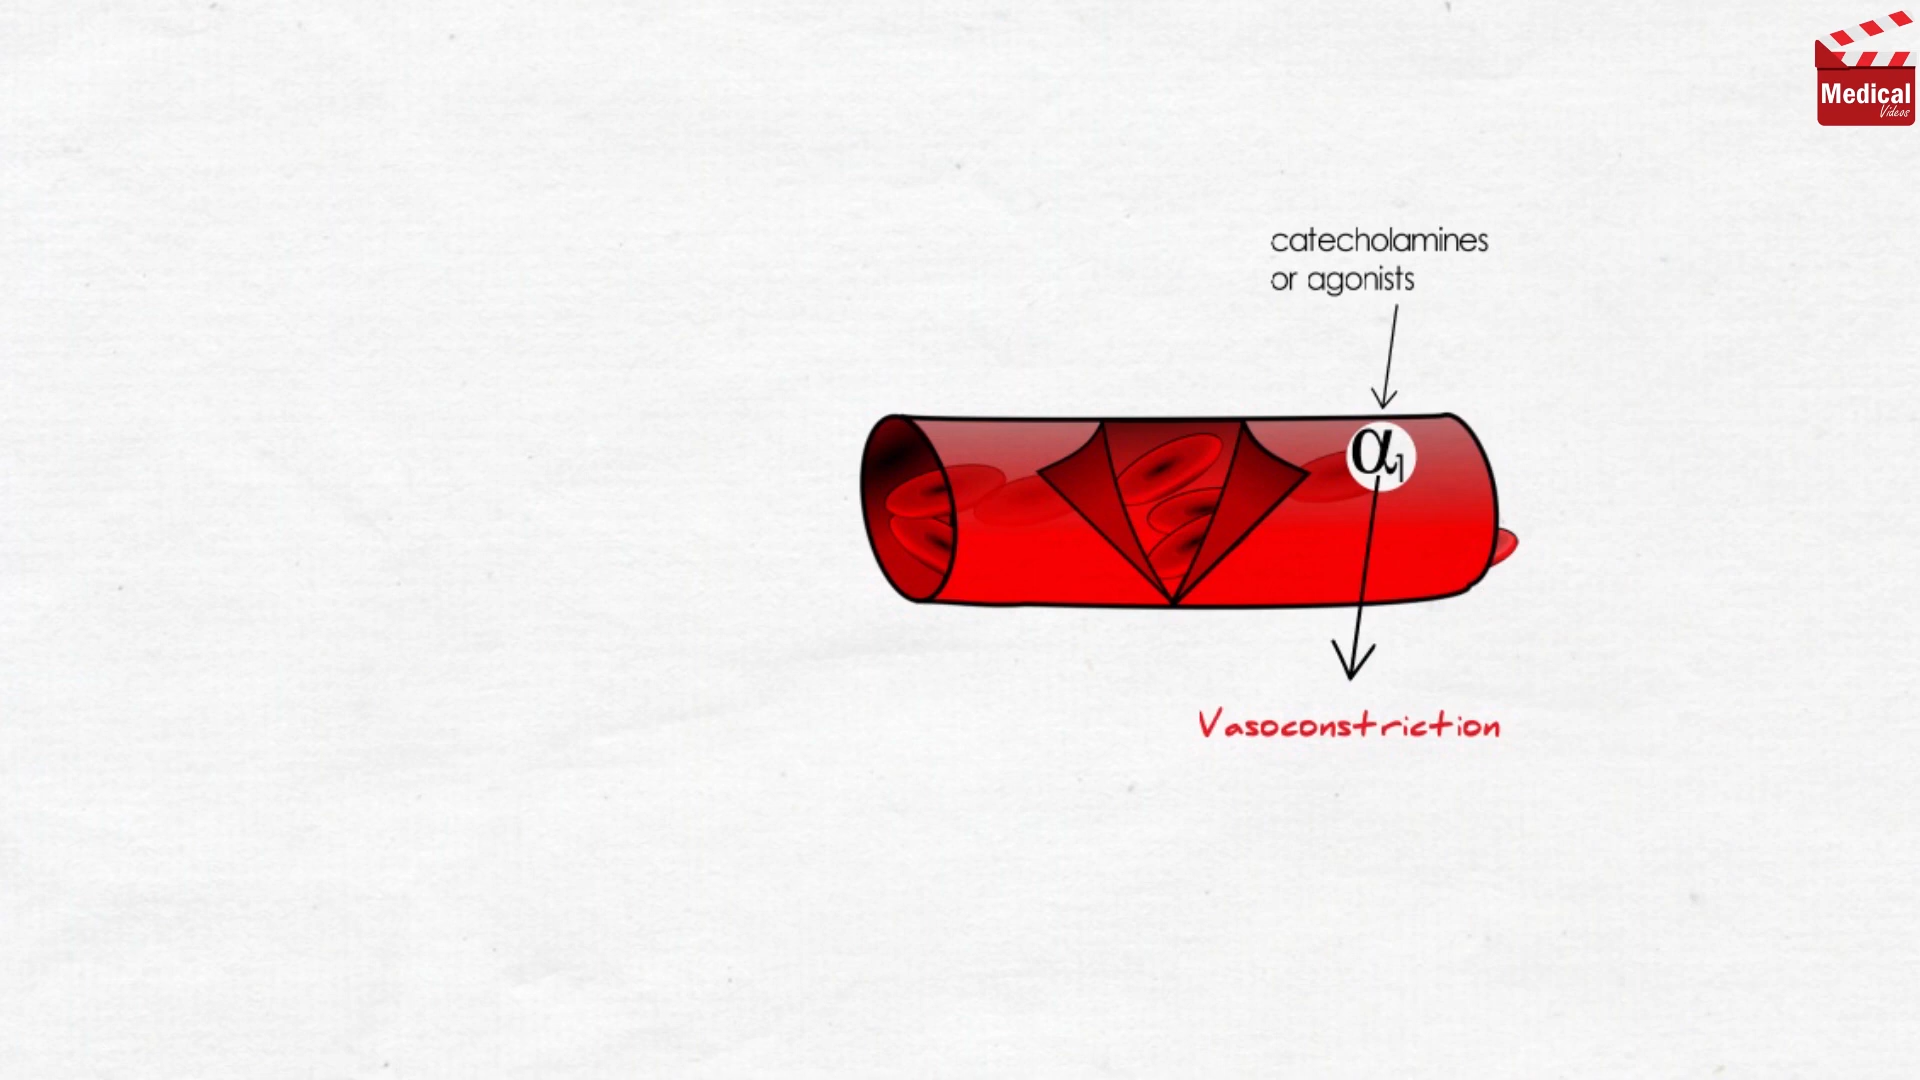 Medical
Videos
catecholamines
or agonists
α1
Vasoconstriction